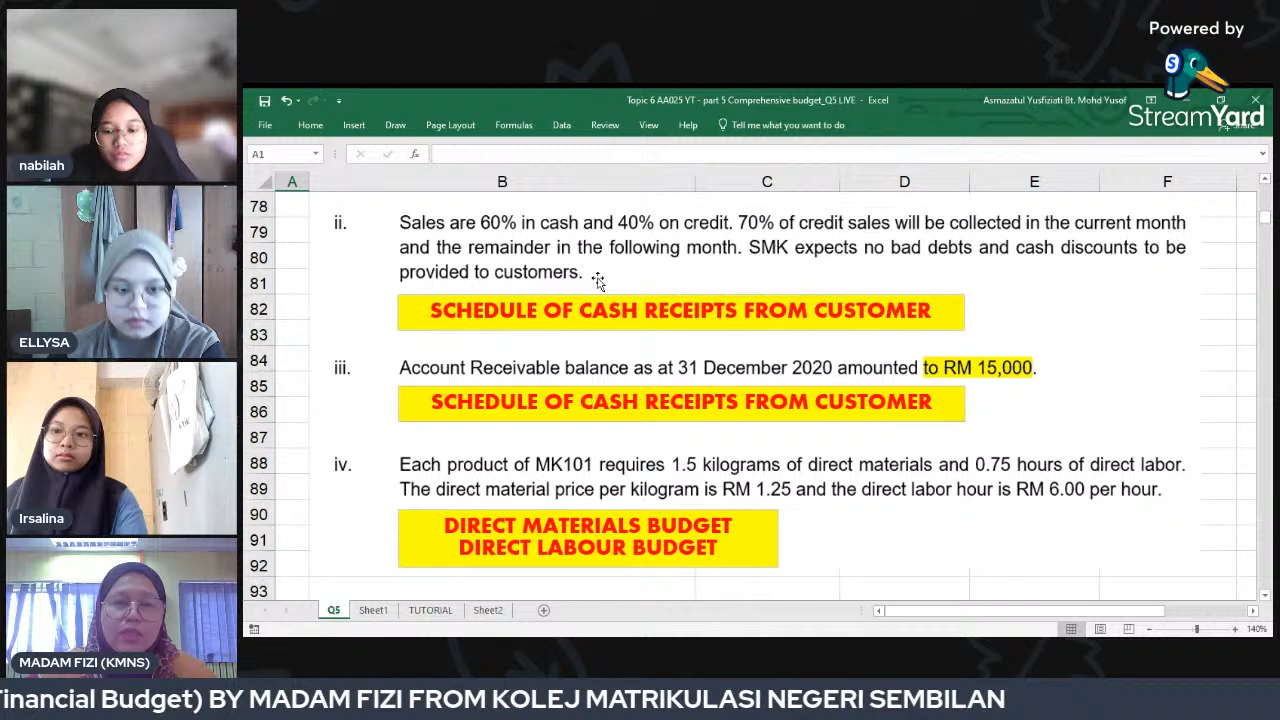 Powered by
S
StreamYard
nabilah
ELLYSA
Irsalina
MADAM FIZI (KMNS)
Topic 6 AA025 YT - part 5 Comprehensive budget_Q5 LIVE - Excel
Asmazatul Yusfiziati Bt. Mohd Yusof
File Home Insert Draw Page Layout Formulas Data Review View Help Tell me what you want to do
A1 fx
A B C D E F
78
79
80
81
82
83
84
85
86
87
88
89
90
91
92
93
ii. Sales are 60% in cash and 40% on credit. 70% of credit sales will be collected in the current month
and the remainder in the following month. SMK expects no bad debts and cash discounts to be
provided to customers.
SCHEDULE OF CASH RECEIPTS FROM CUSTOMER
iii. Account Receivable balance as at 31 December 2020 amounted to RM 15,000.
SCHEDULE OF CASH RECEIPTS FROM CUSTOMER
iv. Each product of MK101 requires 1.5 kilograms of direct materials and 0.75 hours of direct labor.
The direct material price per kilogram is RM 1.25 and the direct labor hour is RM 6.00 per hour.
DIRECT MATERIALS BUDGET
DIRECT LABOUR BUDGET
Q5 Sheet1 TUTORIAL Sheet2
140%
Financial Budget) BY MADAM FIZI FROM KOLEJ MATRIKULASI NEGERI SEMBILAN